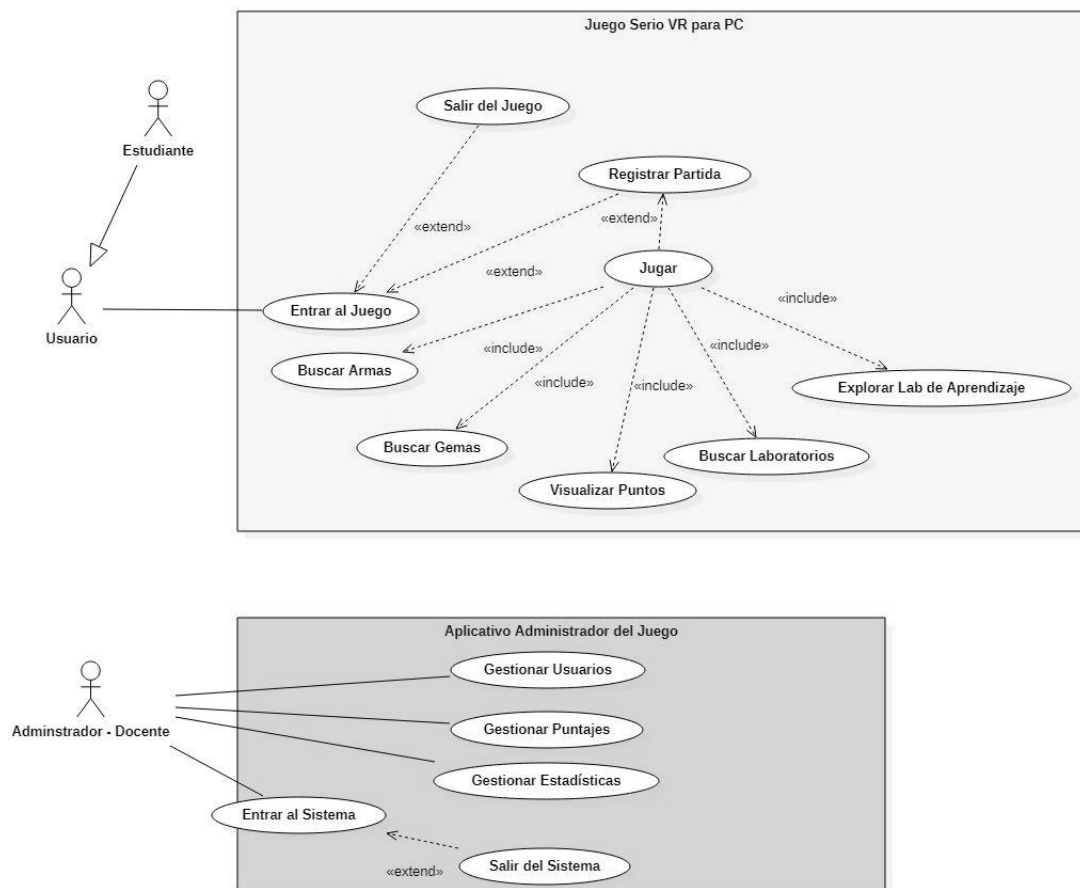 Juego Serio VR para PC
Salir del Juego
Estudiante
Registrar Partida
«extend»
«extend»
Jugar
«extend»
«include»
Entrar al Juego
Usuario
«include»
«include»
Buscar Armas
«include»
«include»
Explorar Lab de Aprendizaje
Buscar Gemas
Buscar Laboratorios
Visualizar Puntos
Aplicativo Administrador del Juego
Gestionar Usuarios
Adminstrador - Docente
Gestionar Puntajes
Gestionar Estadísticas
Entrar al Sistema
Salir del Sistema
«extend»